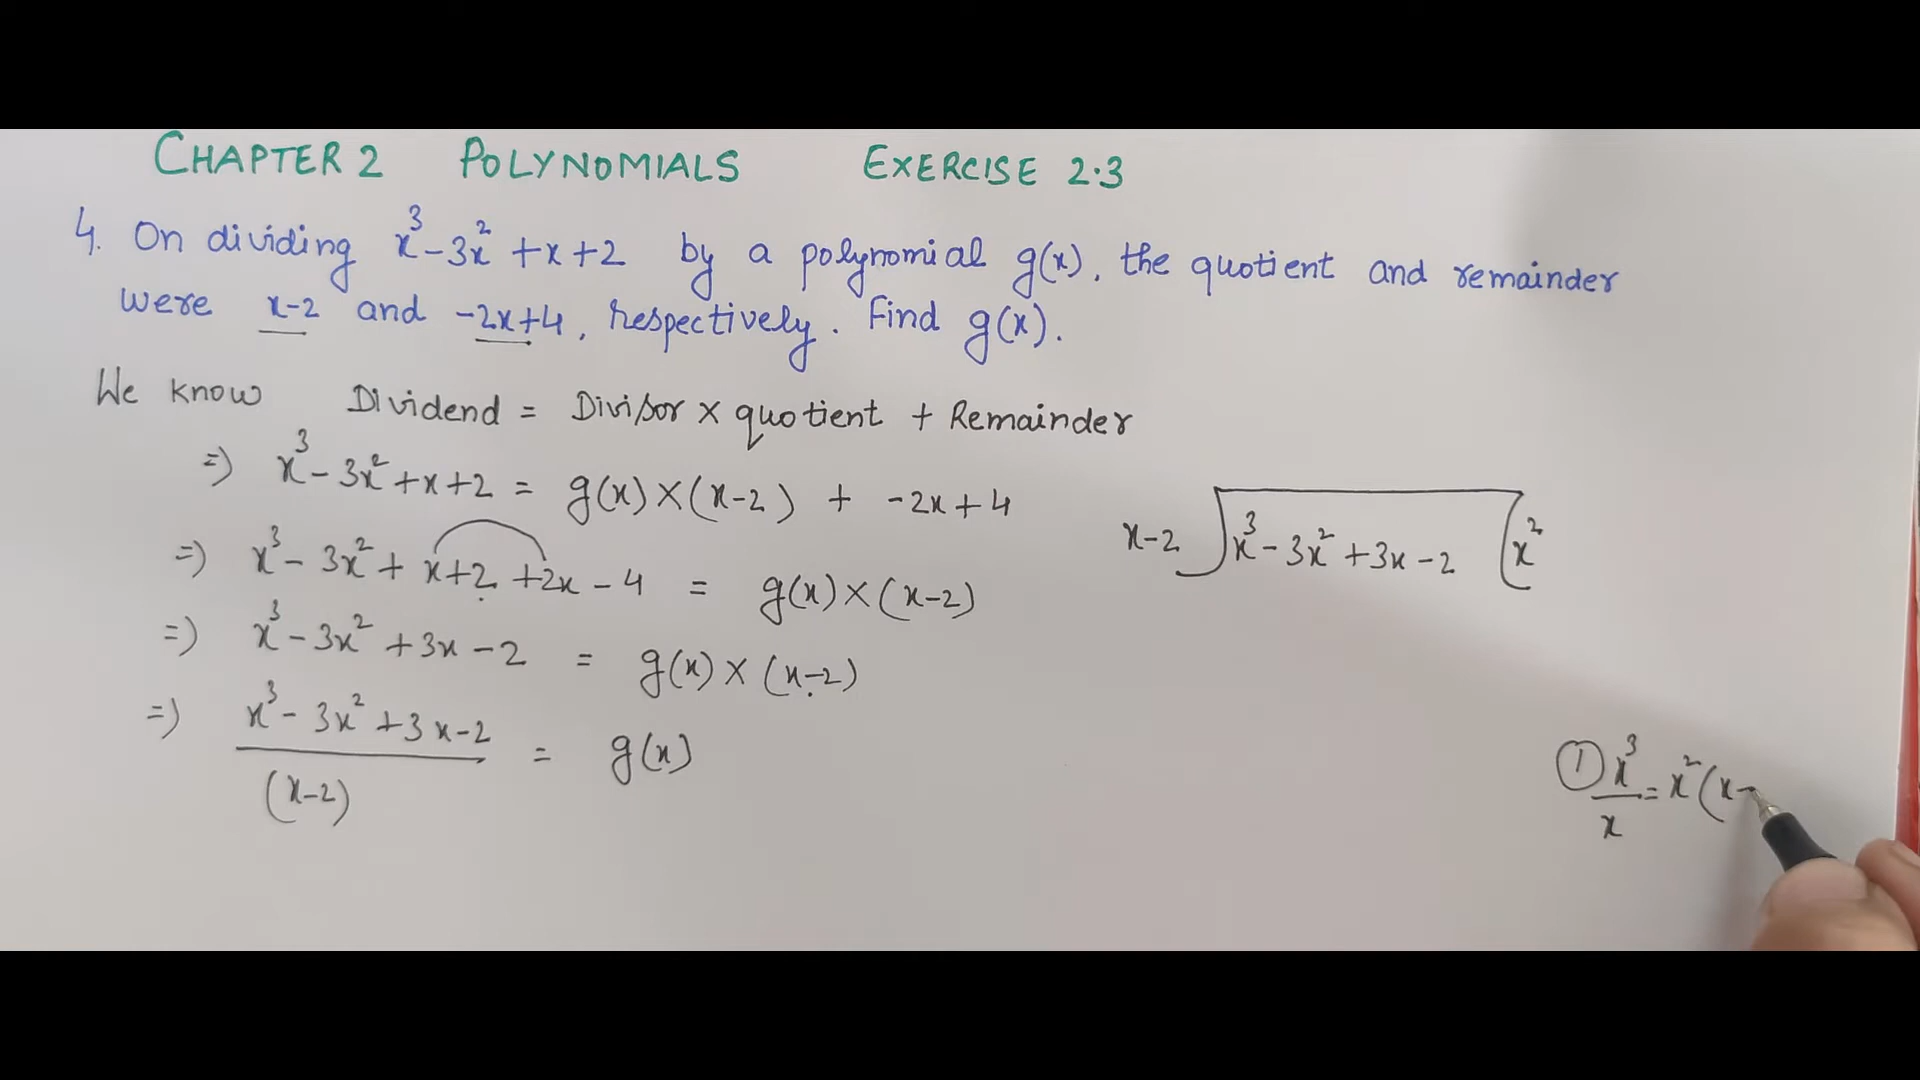 CHAPTER 2 POLYNOMIALS EXERCISE 2.3
4. On dividing x³ - 3x² + x + 2 by a polynomial g(x), the quotient and remainder
were x-2 and -2x+4, respectively. Find g(x).
We know Dividend = Divisor × quotient + Remainder
=) x³ - 3x² + x + 2 = g(x) × (x-2) + -2x + 4
=) x³ - 3x² + x+2 +2x - 4 = g(x) × (x-2)
=) x³ - 3x² + 3x - 2 = g(x) × (x-2)
=) x³ - 3x² + 3x - 2 = g(x)
(x-2)
x-2 ) x³ - 3x² + 3x - 2 ( x²
① x³/x = x² (x-